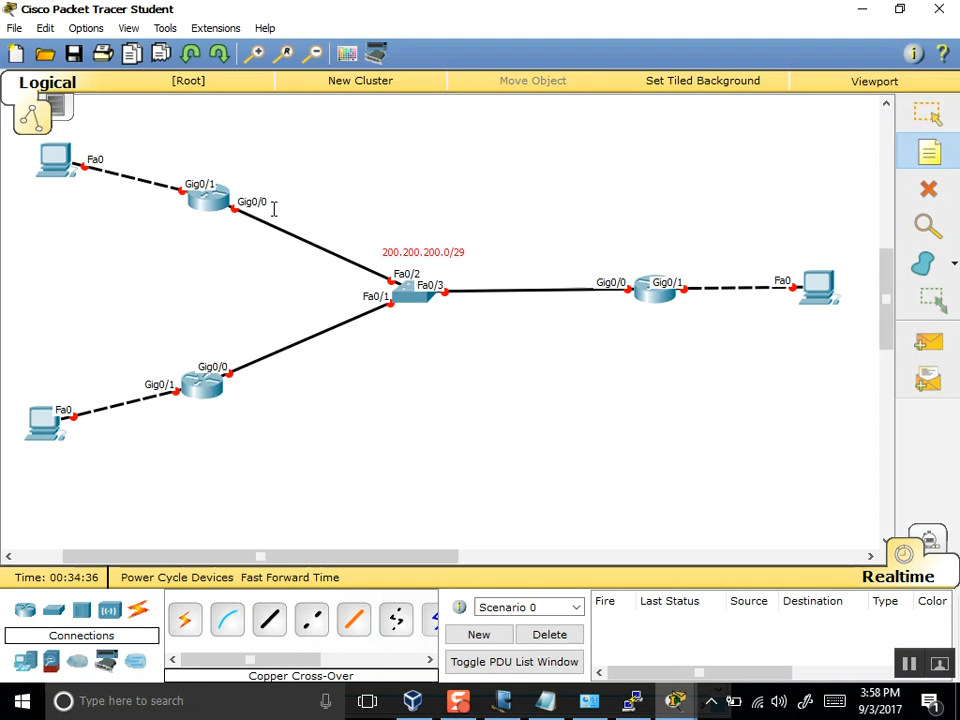 Cisco Packet Tracer Student
File Edit Options View Tools Extensions Help
Logical [Root] New Cluster Move Object Set Tiled Background Viewport
Fa0
Gig0/1
Gig0/0
200.200.200.0/29
Fa0/2
Fa0/3
Fa0/1
Gig0/0
Gig0/1
Fa0
Gig0/0
Gig0/1
Fa0
Time: 00:34:36 Power Cycle Devices Fast Forward Time Realtime
Connections
Copper Cross-Over
Scenario 0
New Delete
Toggle PDU List Window
Fire Last Status Source Destination Type Color
Type here to search
3:58 PM
9/3/2017
1